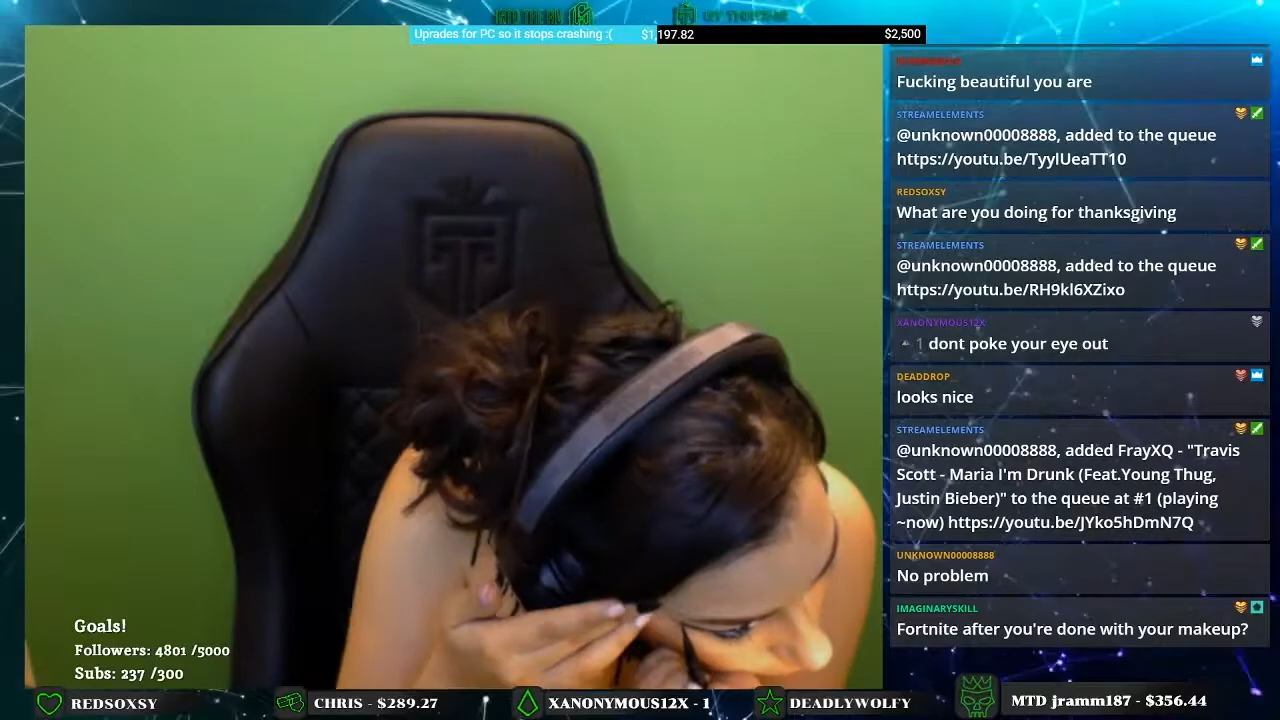 Uprades for PC so it stops crashing :( $1,197.82 $2,500
Fucking beautiful you are
STREAMELEMENTS
@unknown00008888, added to the queue
https://youtu.be/TyylUeaTT10
REDSOXSY
What are you doing for thanksgiving
STREAMELEMENTS
@unknown00008888, added to the queue
https://youtu.be/RH9kl6XZixo
XANONYMOUS12X
1 dont poke your eye out
DEADDROP_
looks nice
STREAMELEMENTS
@unknown00008888, added FrayXQ - "Travis
Scott - Maria I'm Drunk (Feat.Young Thug,
Justin Bieber)" to the queue at #1 (playing
~now) https://youtu.be/JYko5hDmN7Q
UNKNOWN00008888
No problem
IMAGINARYSKILL
Fortnite after you're done with your makeup?
Goals!
Followers: 4801 /5000
Subs: 237 /300
REDSOXSY
CHRIS - $289.27
XANONYMOUS12X - 1
DEADLYWOLFY
MTD jramm187 - $356.44